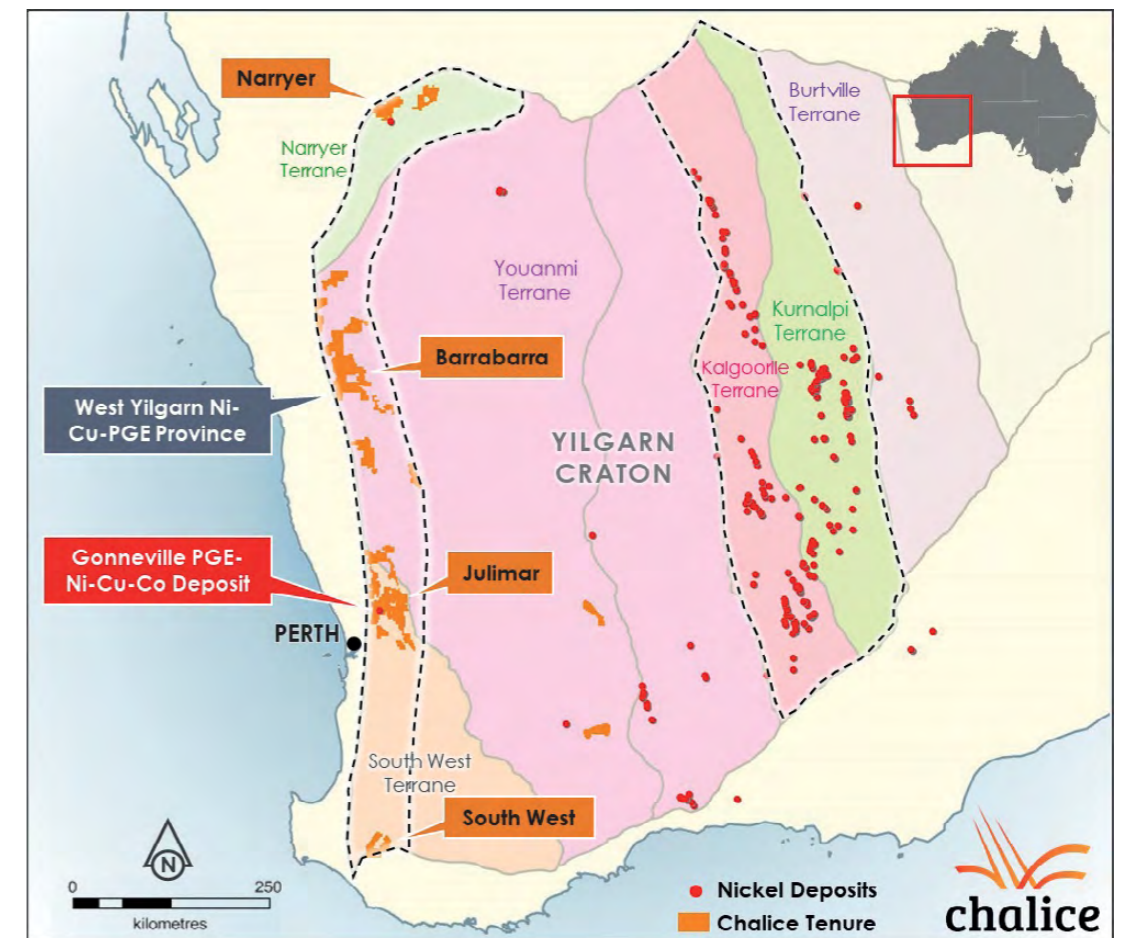 Narryer
Narryer
Terrane
Burtville
Terrane
Youanmi
Terrane
Kurnalpi
Terrane
Barrabarra
Kalgoorlie
Terrane
West Yilgarn Ni-
Cu-PGE Province
YILGARN
CRATON
Gonneville PGE-
Ni-Cu-Co Deposit
Julimar
PERTH
South West
Terrane
South West
N
0 250
kilometres
Nickel Deposits
Chalice Tenure
chalice